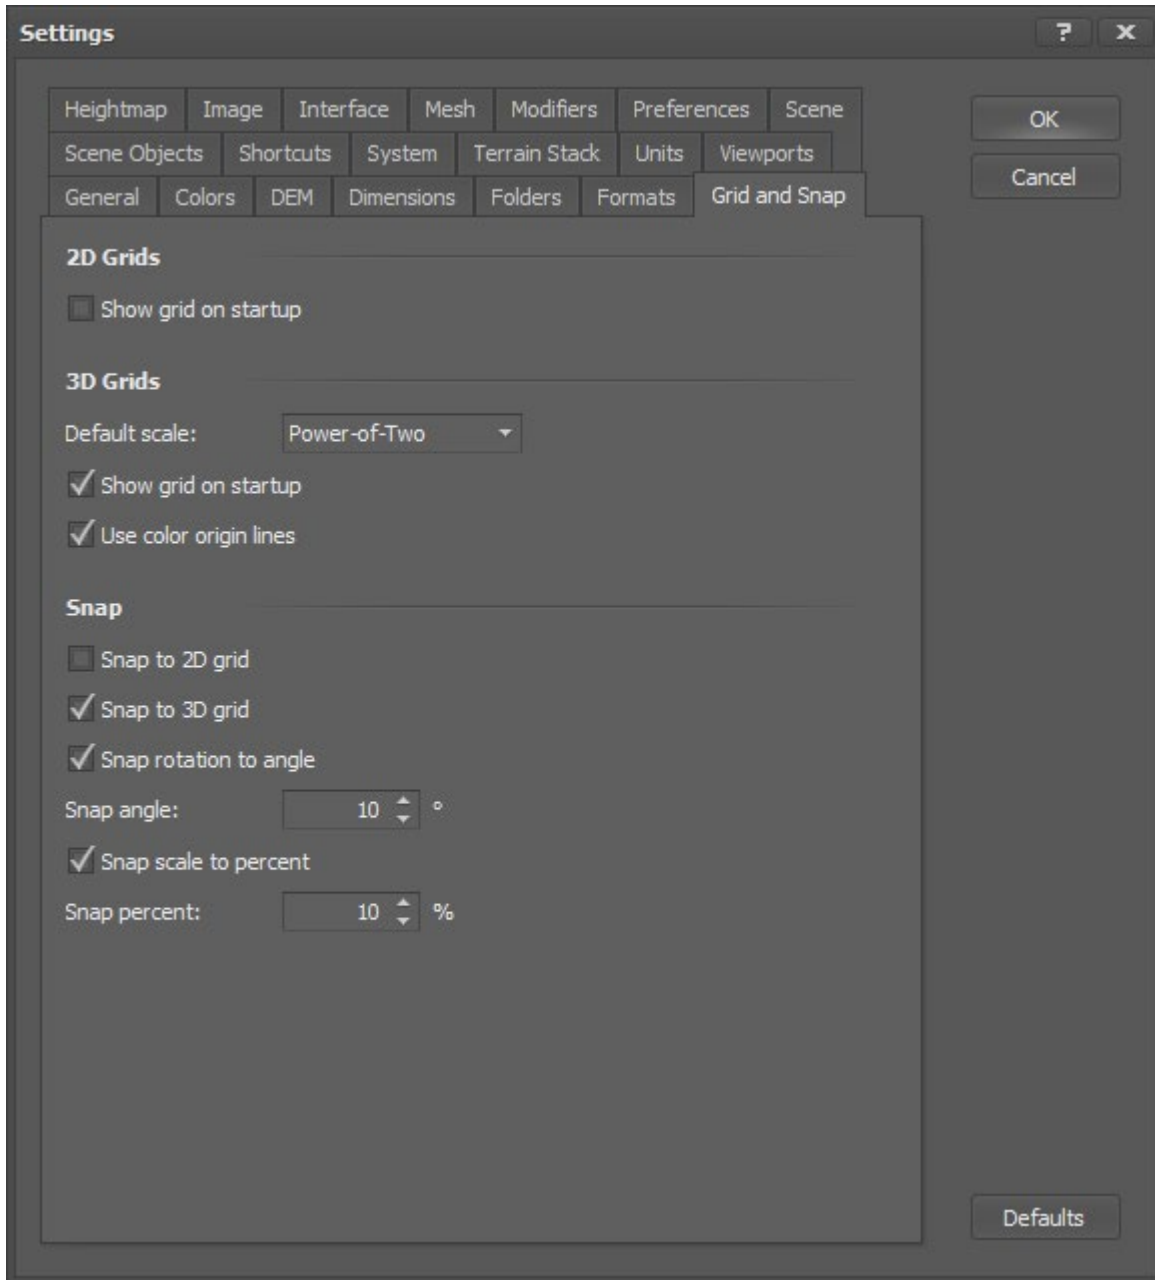 Settings
Heightmap Image Interface Mesh Modifiers Preferences Scene
OK
Scene Objects Shortcuts System Terrain Stack Units Viewports
Cancel
General Colors DEM Dimensions Folders Formats Grid and Snap
2D Grids
Show grid on startup
3D Grids
Default scale: Power-of-Two
Show grid on startup
Use color origin lines
Snap
Snap to 2D grid
Snap to 3D grid
Snap rotation to angle
Snap angle: 10 °
Snap scale to percent
Snap percent: 10 %
Defaults